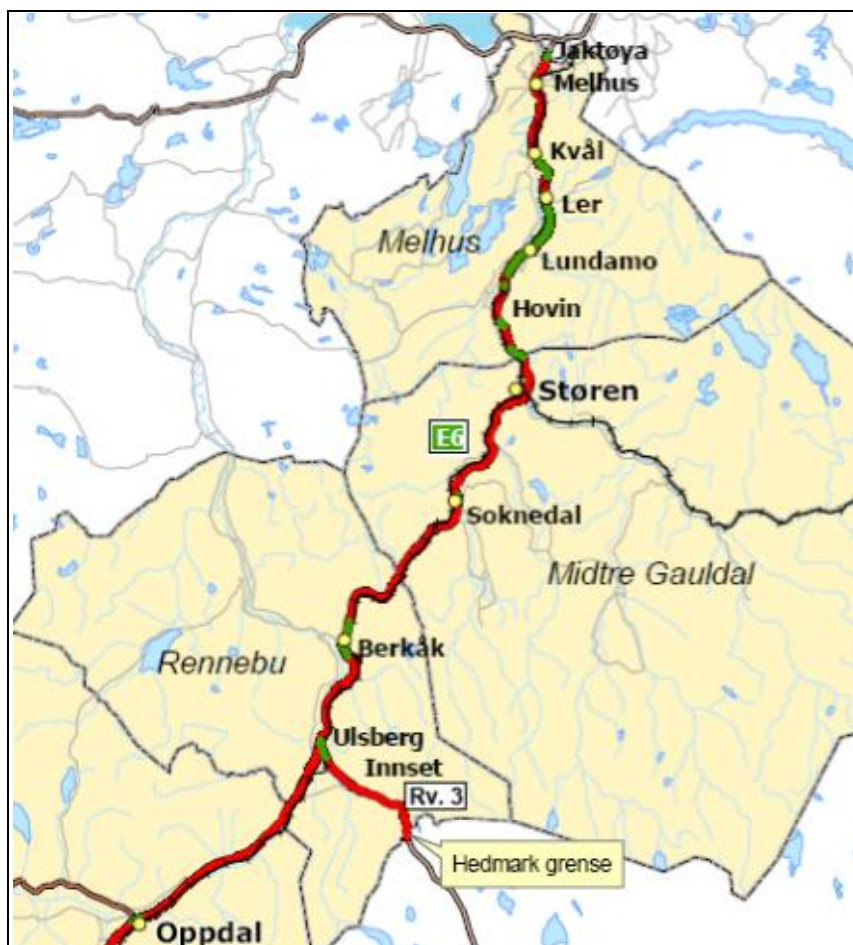 Jaktøya
Melhus
Kvål
Ler
Melhus
Lundamo
Hovin
Støren
E6
Soknedal
Midtre Gauldal
Berkåk
Rennebu
Ulsberg
Innset
Rv. 3
Hedmark grense
Oppdal